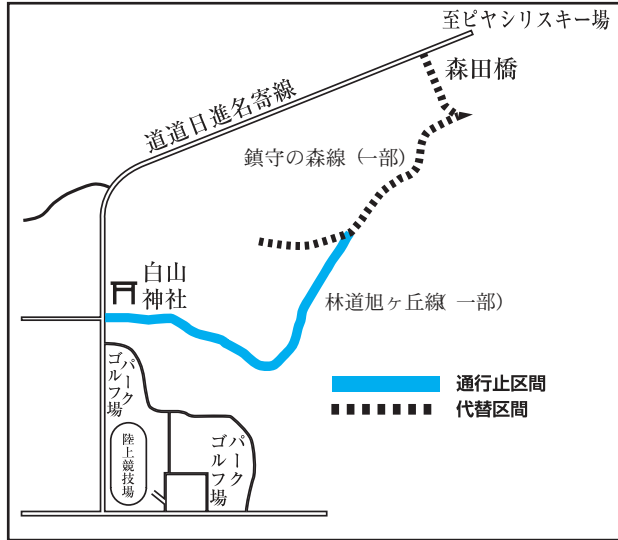 至ピヤシリスキー場
森田橋
道道日進名寄線
鎮守の森線（一部）
白山
神社
林道旭ヶ丘線（一部）
パーク
ゴルフ場
通行止区間
代替区間
陸上競技場
パーク
ゴルフ場